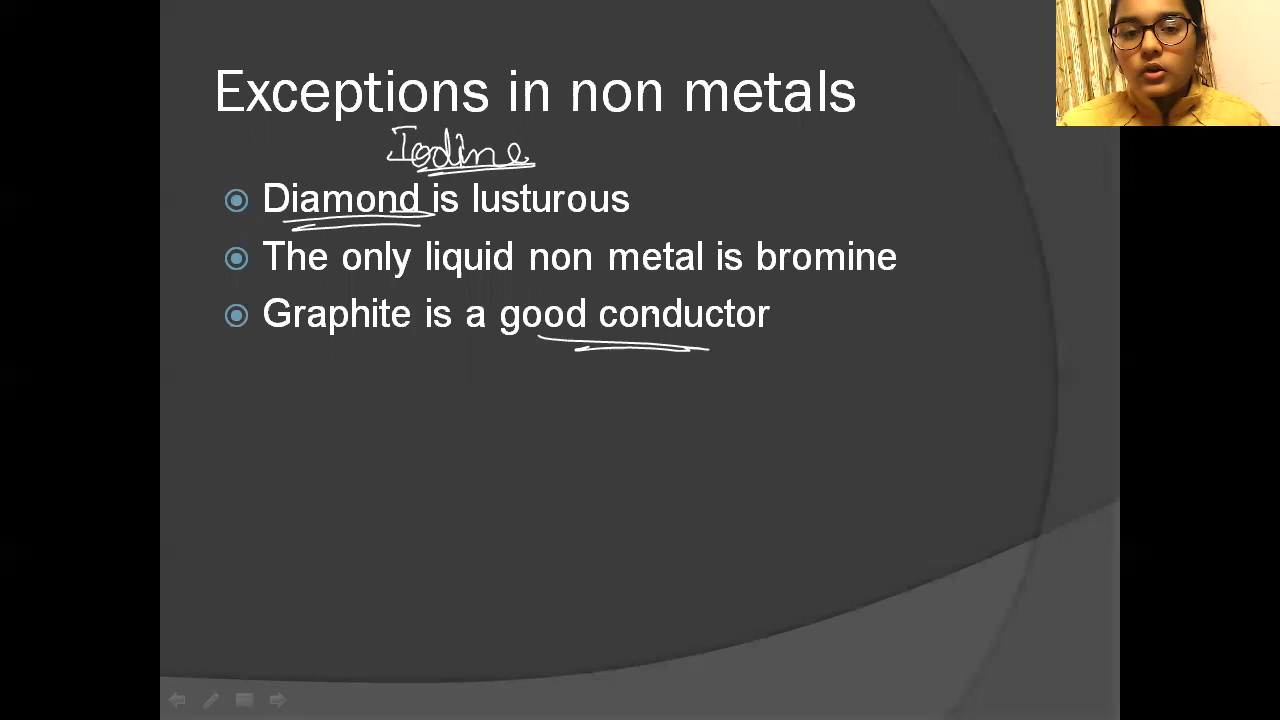 Exceptions in non metals
Iodine
Diamond is lusturous
The only liquid non metal is bromine
Graphite is a good conductor